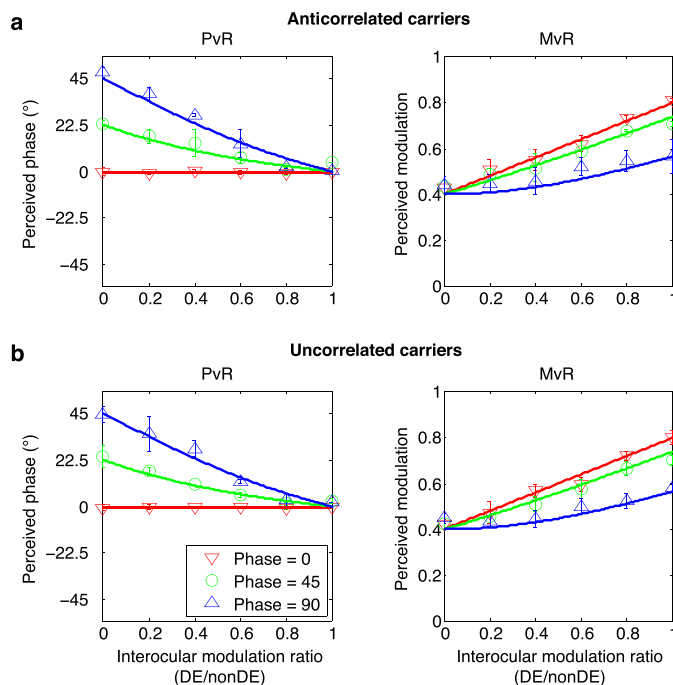 a
Anticorrelated carriers
PvR
MvR
Perceived phase (°)
45
22.5
0
−22.5
−45
0 0.2 0.4 0.6 0.8 1
Perceived modulation
1
0.8
0.6
0.4
0.2
0
0 0.2 0.4 0.6 0.8 1
b
Uncorrelated carriers
PvR
MvR
Perceived phase (°)
45
22.5
0
−22.5
−45
Phase = 0
Phase = 45
Phase = 90
0 0.2 0.4 0.6 0.8 1
Interocular modulation ratio
(DE/nonDE)
Perceived modulation
1
0.8
0.6
0.4
0.2
0
0 0.2 0.4 0.6 0.8 1
Interocular modulation ratio
(DE/nonDE)